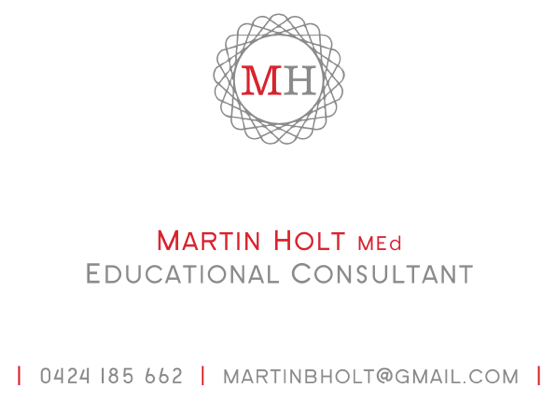 MH
MARTIN HOLT MEd
EDUCATIONAL CONSULTANT
| 0424 185 662 | MARTINBHOLT@GMAIL.COM |